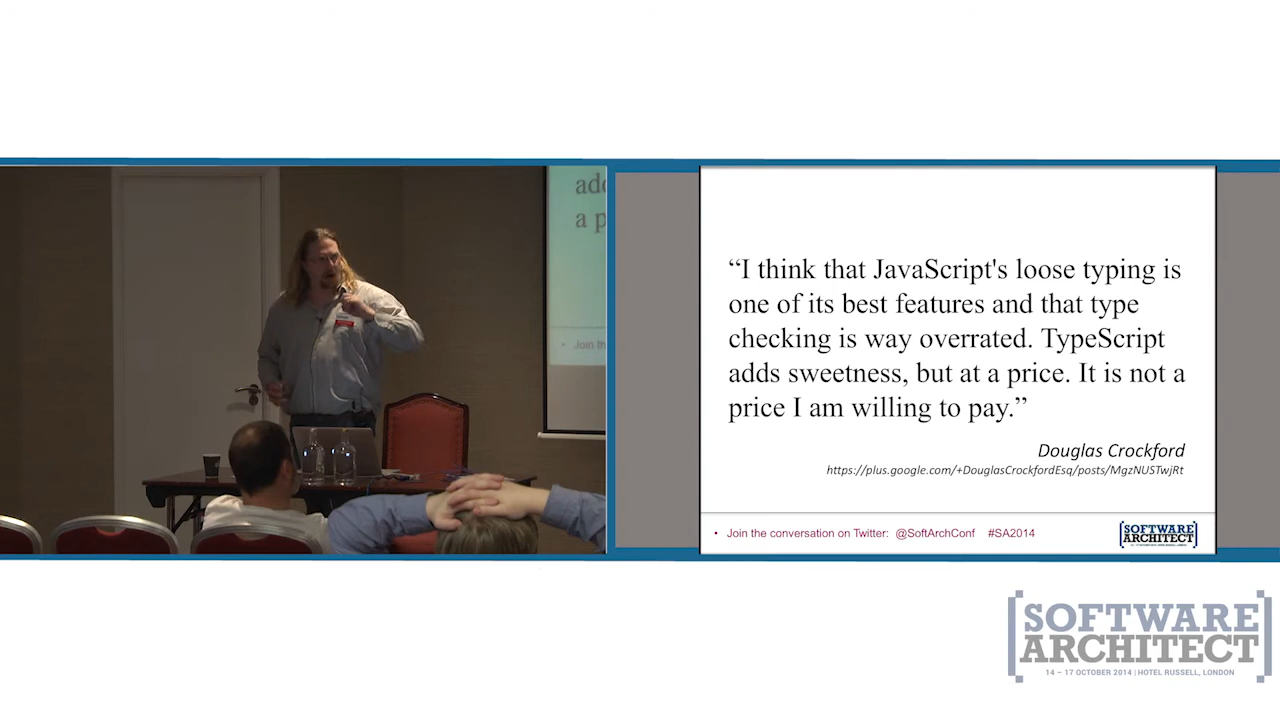 add
a p
Join th
“I think that JavaScript's loose typing is
one of its best features and that type
checking is way overrated. TypeScript
adds sweetness, but at a price. It is not a
price I am willing to pay.”
Douglas Crockford
https://plus.google.com/+DouglasCrockfordEsq/posts/MgzNUSTwjRt
• Join the conversation on Twitter: @SoftArchConf #SA2014
[SOFTWARE
ARCHITECT]
[SOFTWARE
ARCHITECT]
14 – 17 OCTOBER 2014 | HOTEL RUSSELL, LONDON